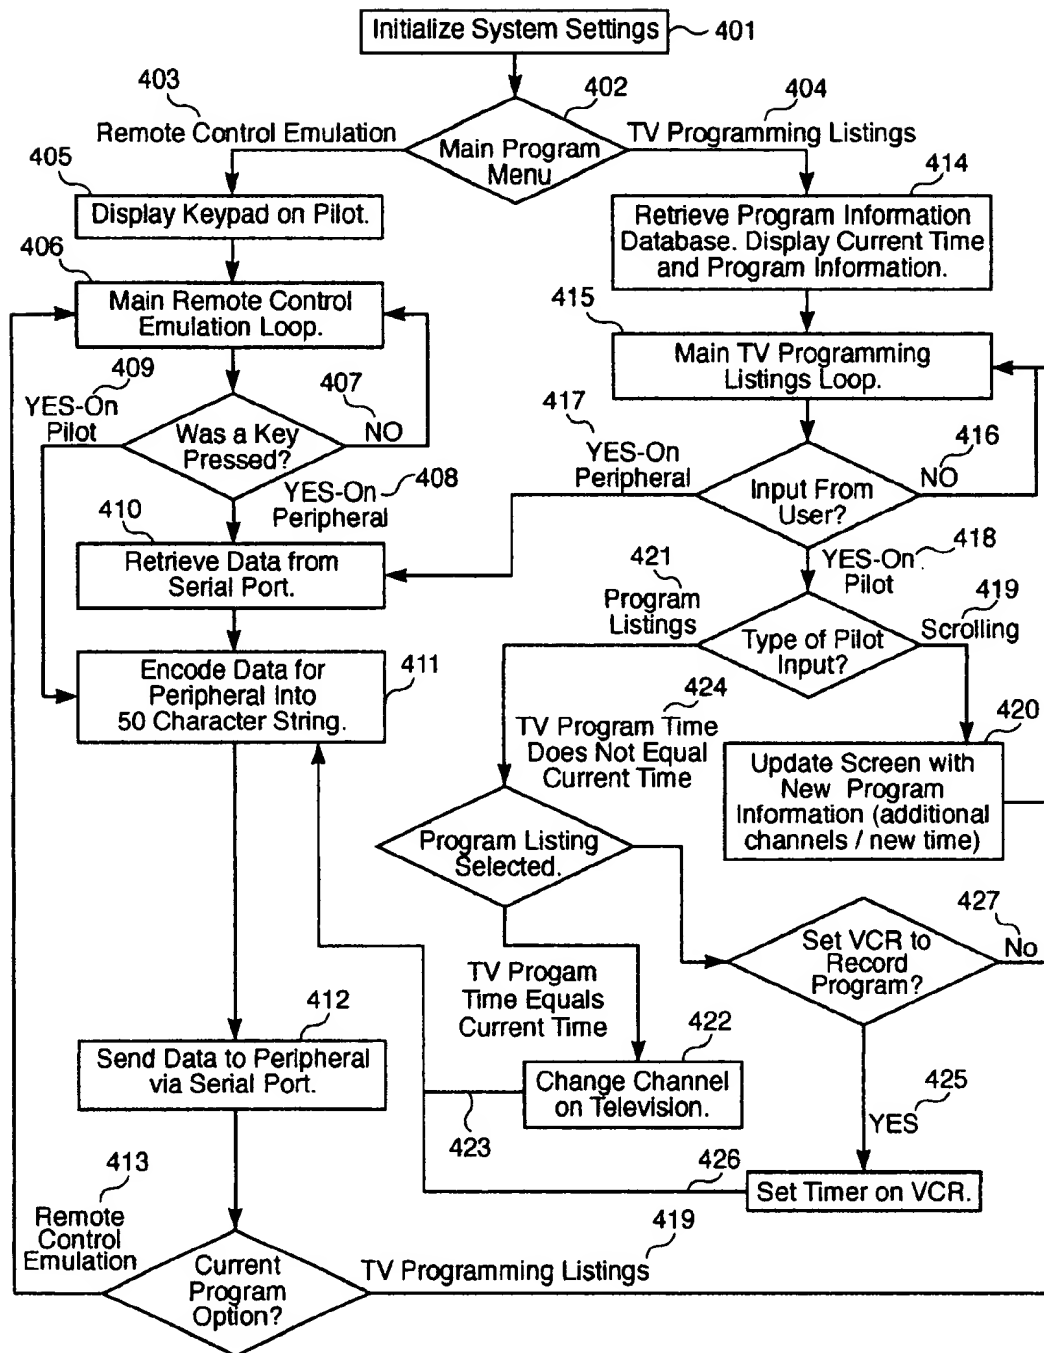 Initialize System Settings
401
403
402
404
Remote Control Emulation
TV Programming Listings
Main Program
Menu
405
Display Keypad on Pilot.
414
Retrieve Program Information
Database. Display Current Time
and Program Information.
406
Main Remote Control
Emulation Loop.
415
Main TV Programming
Listings Loop.
409
YES-On
Pilot
407
NO
Was a Key
Pressed?
417
YES-On
Peripheral
416
NO
Input From
User?
YES-On
Peripheral
408
410
Retrieve Data from
Serial Port.
YES-On
Pilot
418
421
Program
Listings
419
Scrolling
Type of Pilot
Input?
Encode Data for
Peripheral Into
50 Character String.
411
424
TV Program Time
Does Not Equal
Current Time
420
Update Screen with
New Program
Information (additional
channels / new time)
Program Listing
Selected.
427
No
Set VCR to
Record
Program?
TV Progam
Time Equals
Current Time
412
Send Data to Peripheral
via Serial Port.
422
Change Channel
on Television.
423
425
YES
426
Set Timer on VCR.
413
Remote
Control
Emulation
419
TV Programming Listings
Current
Program
Option?